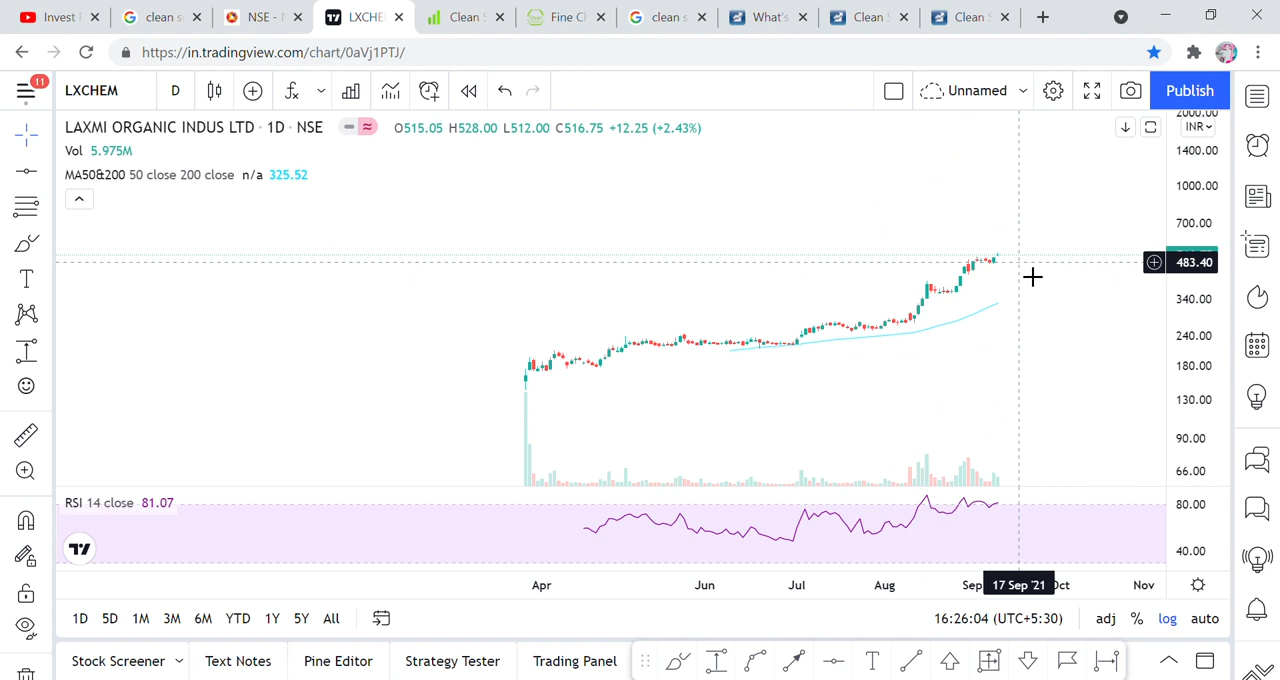 Invest
clean s
NSE - 
LXCHE
Clean S
Fine Ch
clean s
What's
Clean S
Clean S
https://in.tradingview.com/chart/0aVj1PTJ/
11
LXCHEM
D
Unnamed
Publish
LAXMI ORGANIC INDUS LTD · 1D · NSE
O515.05 H528.00 L512.00 C516.75 +12.25 (+2.43%)
INR
Vol 5.975M
MA50&200 50 close 200 close n/a 325.52
2000.00
1400.00
1000.00
700.00
483.40
340.00
240.00
180.00
130.00
90.00
66.00
RSI 14 close 81.07
80.00
40.00
Apr Jun Jul Aug Sep 17 Sep '21 Oct Nov
1D 5D 1M 3M 6M YTD 1Y 5Y All
16:26:04 (UTC+5:30)
adj % log auto
Stock Screener Text Notes Pine Editor Strategy Tester Trading Panel